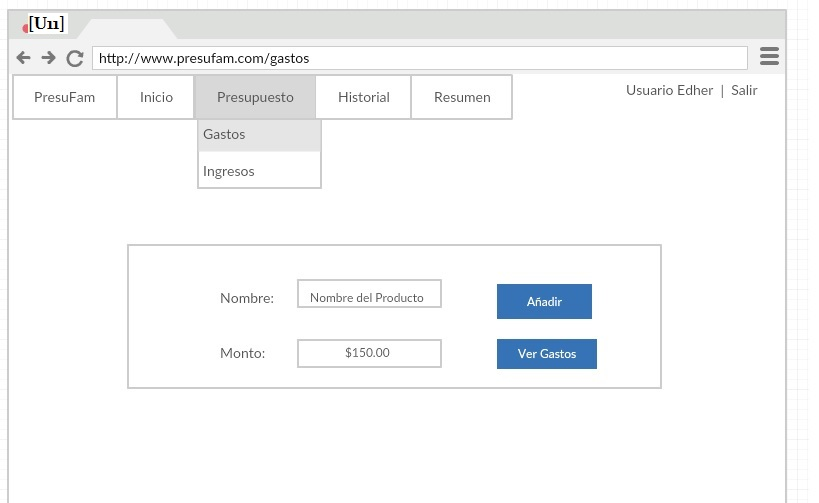 [Uu]
http://www.presufam.com/gastos
PresuFam Inicio Presupuesto Historial Resumen Usuario Edher | Salir
Gastos
Ingresos
Nombre: Nombre del Producto Añadir
Monto: $150.00 Ver Gastos